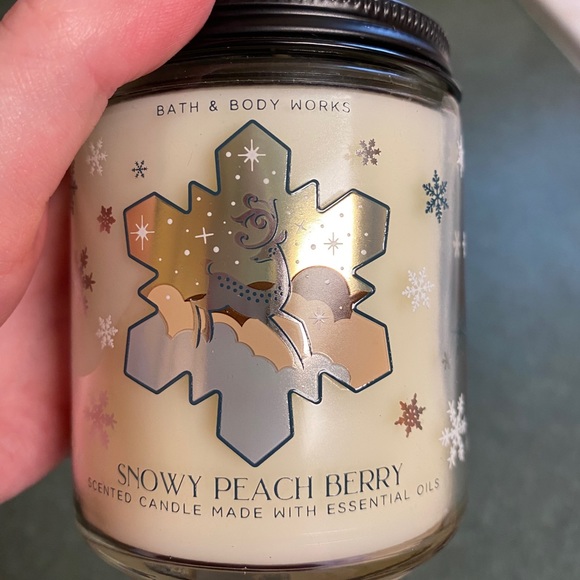 BATH & BODY WORKS
SNOWY PEACH BERRY
SCENTED CANDLE MADE WITH ESSENTIAL OILS